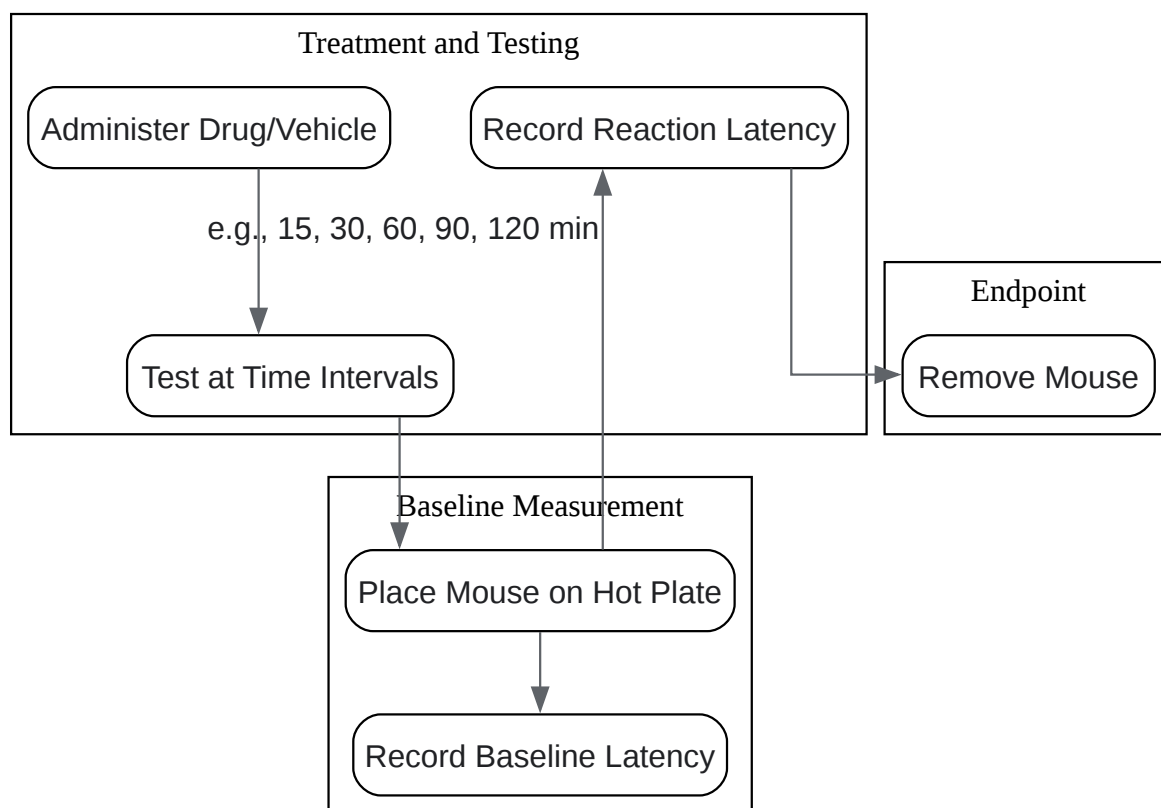 Treatment and Testing
Administer Drug/Vehicle
Record Reaction Latency
e.g., 15, 30, 60, 90, 120 min
Endpoint
Test at Time Intervals
Remove Mouse
Baseline Measurement
Place Mouse on Hot Plate
Record Baseline Latency